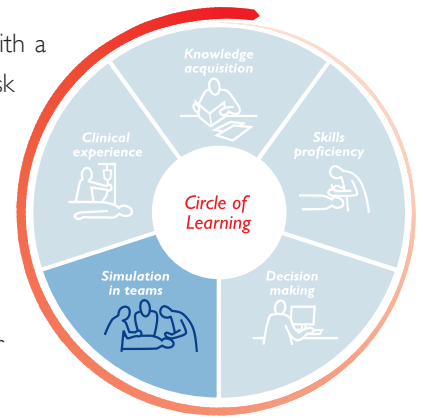 ith a
sk
Knowledge
acquisition
Skills
proficiency
Decision
making
Simulation
in teams
Clinical
experience
Circle of
Learning